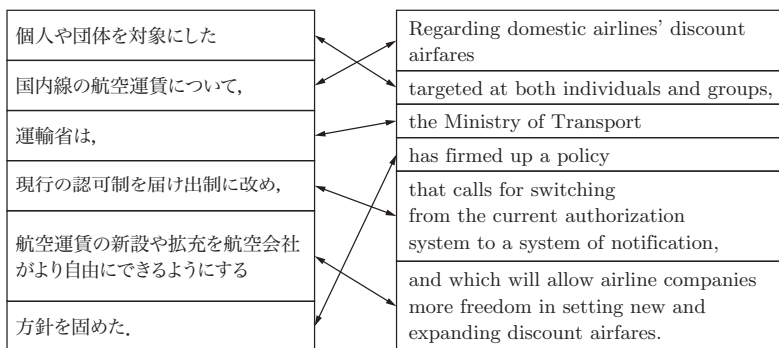 個人や団体を対象にした
国内線の航空運賃について,
運輸省は,
現行の認可制を届け出制に改め,
航空運賃の新設や拡充を航空会社
がより自由にできるようにする
方針を固めた.
Regarding domestic airlines’ discount
airfares
targeted at both individuals and groups,
the Ministry of Transport
has firmed up a policy
that calls for switching
from the current authorization
system to a system of notification,
and which will allow airline companies
more freedom in setting new and
expanding discount airfares.